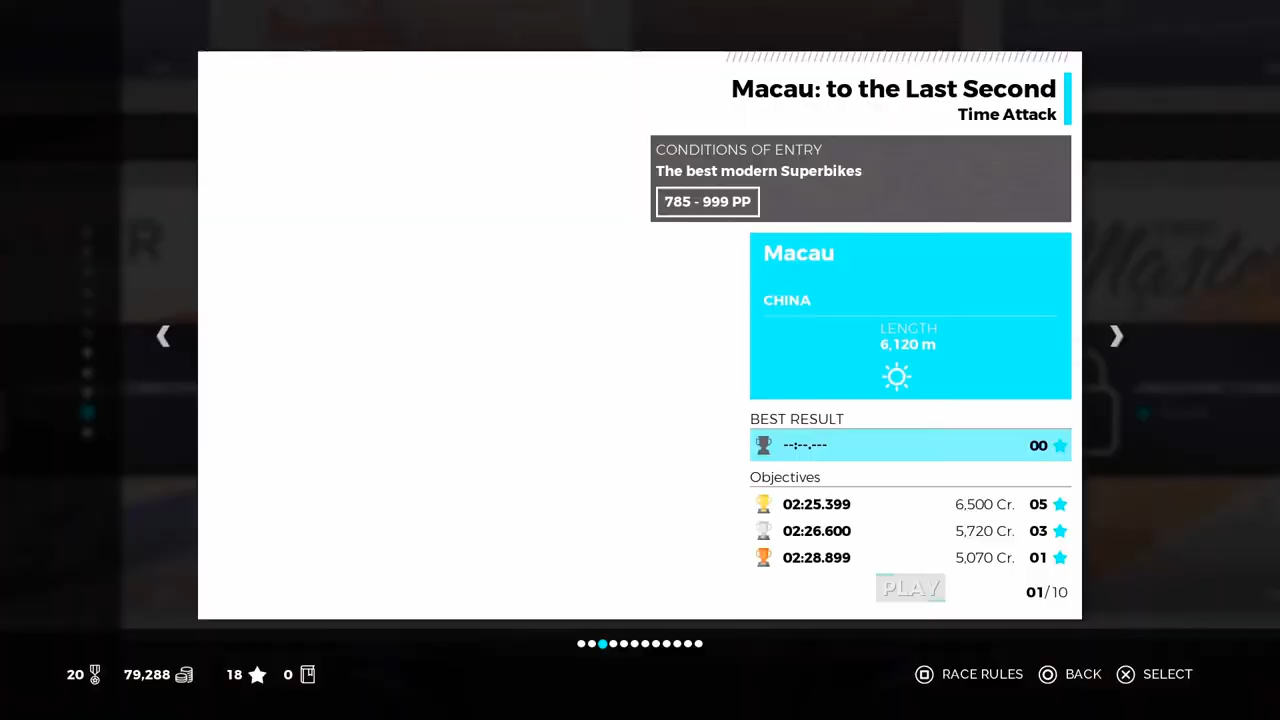 Macau: to the Last Second
Time Attack
CONDITIONS OF ENTRY
The best modern Superbikes
785 - 999 PP
Macau
CHINA
LENGTH
6,120 m
BEST RESULT
--:--.--- 00
Objectives
02:25.399 6,500 Cr. 05
02:26.600 5,720 Cr. 03
02:28.899 5,070 Cr. 01
PLAY
01/10
20 79,288 18 0 RACE RULES BACK SELECT